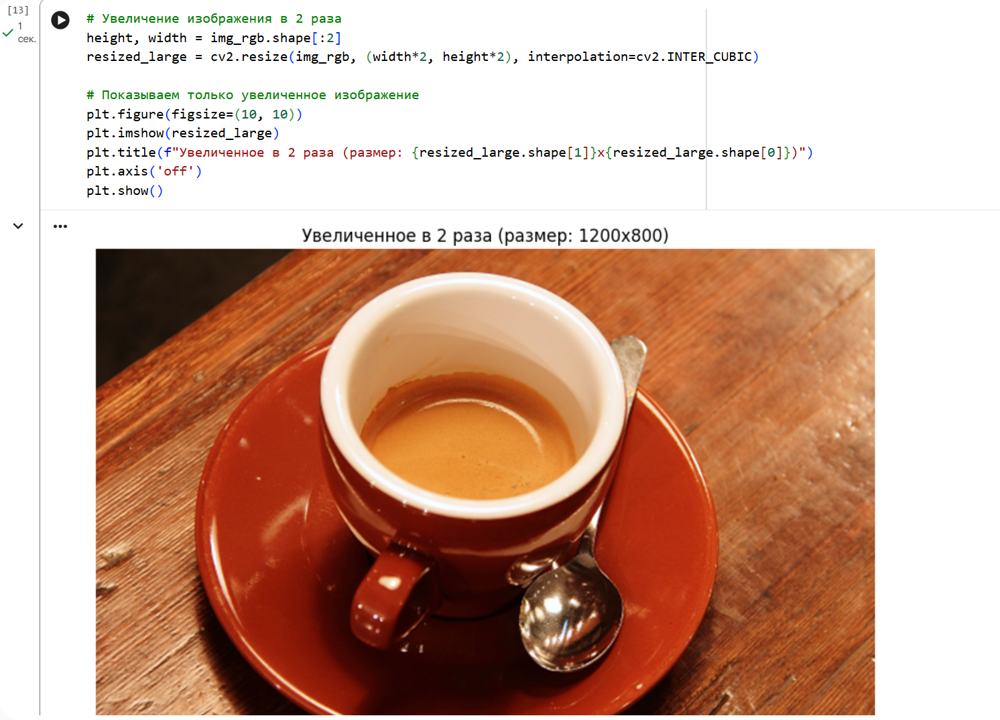 [13]
1
сек.
# Увеличение изображения в 2 раза
height, width = img_rgb.shape[:2]
resized_large = cv2.resize(img_rgb, (width*2, height*2), interpolation=cv2.INTER_CUBIC)
# Показываем только увеличенное изображение
plt.figure(figsize=(10, 10))
plt.imshow(resized_large)
plt.title(f"Увеличенное в 2 раза (размер: {resized_large.shape[1]}x{resized_large.shape[0]})")
plt.axis('off')
plt.show()
Увеличенное в 2 раза (размер: 1200x800)